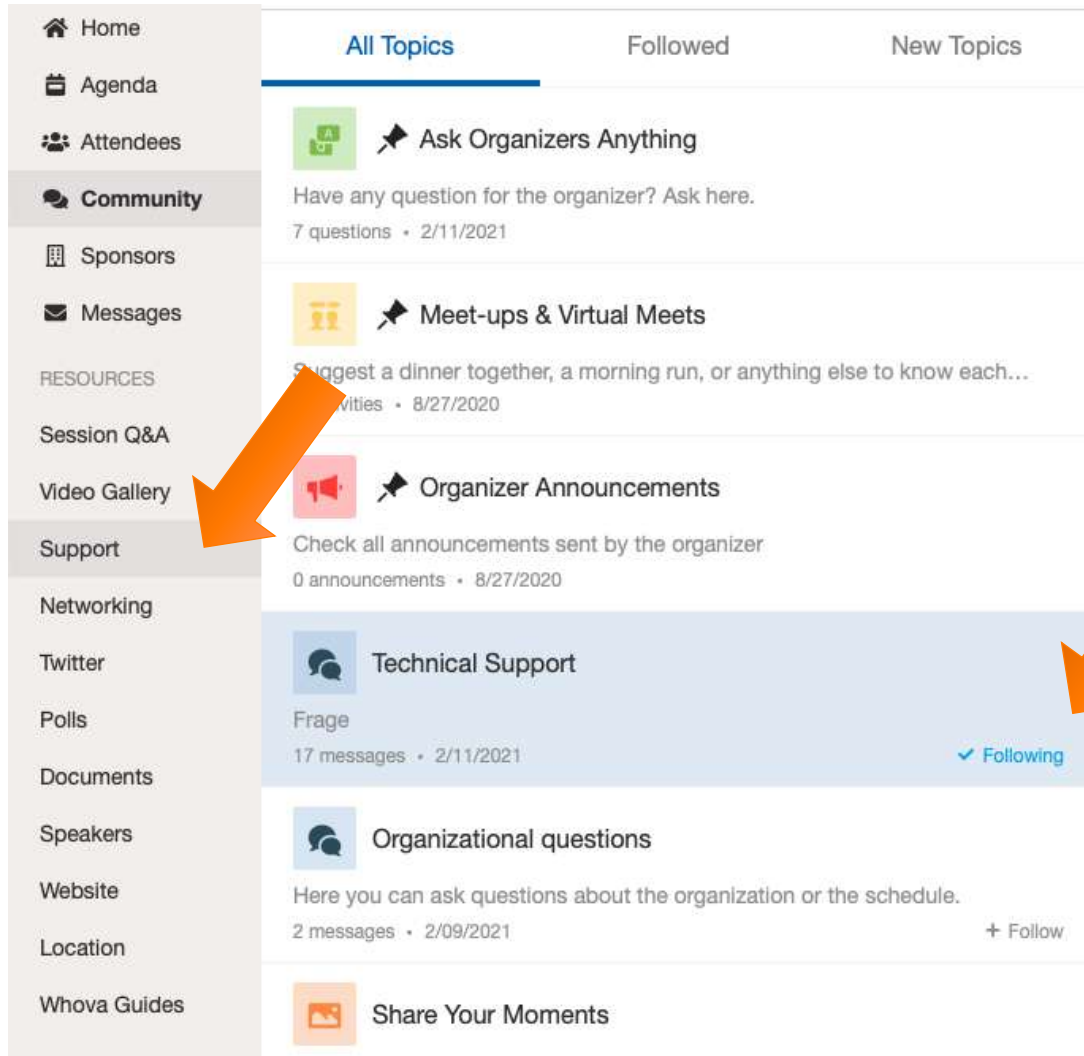 Home
Agenda
Attendees
Community
Sponsors
Messages
RESOURCES
Session Q&A
Video Gallery
Support
Networking
Twitter
Polls
Documents
Speakers
Website
Location
Whova Guides
All Topics Followed New Topics
Ask Organizers Anything
Have any question for the organizer? Ask here.
7 questions • 2/11/2021
Meet-ups & Virtual Meets
Suggest a dinner together, a morning run, or anything else to know each…
• 8/27/2020
Organizer Announcements
Check all announcements sent by the organizer
0 announcements • 8/27/2020
Technical Support
Frage
17 messages • 2/11/2021
Following
Organizational questions
Here you can ask questions about the organization or the schedule.
2 messages • 2/09/2021
+ Follow
Share Your Moments